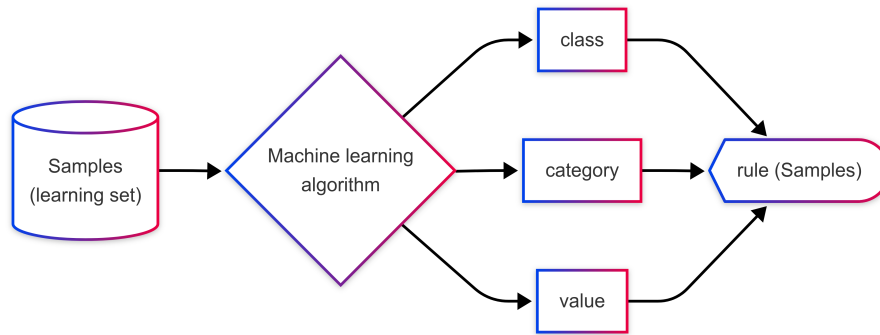 Samples
(learning set)
Machine learning
algorithm
class
category
value
rule (Samples)